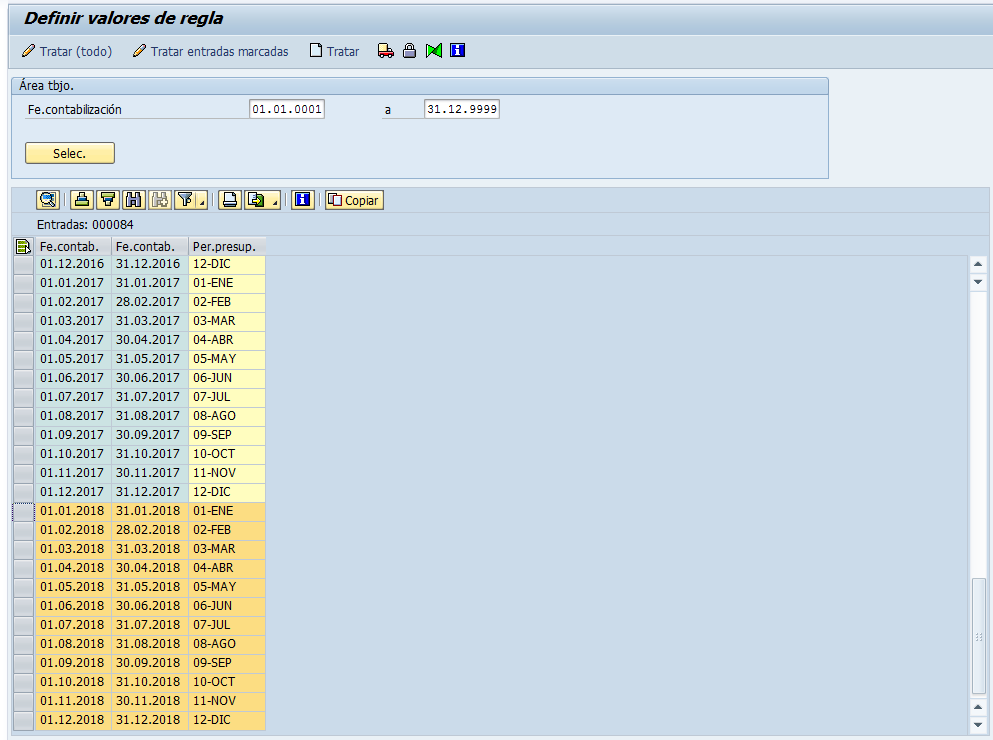 Definir valores de regla
Tratar (todo) Tratar entradas marcadas Tratar
Área tbjo.
Fe.contabilización 01.01.0001 a 31.12.9999
Selec.
Copiar
Entradas: 000084
Fe.contab. Fe.contab. Per.presup.
01.12.2016 31.12.2016 12-DIC
01.01.2017 31.01.2017 01-ENE
01.02.2017 28.02.2017 02-FEB
01.03.2017 31.03.2017 03-MAR
01.04.2017 30.04.2017 04-ABR
01.05.2017 31.05.2017 05-MAY
01.06.2017 30.06.2017 06-JUN
01.07.2017 31.07.2017 07-JUL
01.08.2017 31.08.2017 08-AGO
01.09.2017 30.09.2017 09-SEP
01.10.2017 31.10.2017 10-OCT
01.11.2017 30.11.2017 11-NOV
01.12.2017 31.12.2017 12-DIC
01.01.2018 31.01.2018 01-ENE
01.02.2018 28.02.2018 02-FEB
01.03.2018 31.03.2018 03-MAR
01.04.2018 30.04.2018 04-ABR
01.05.2018 31.05.2018 05-MAY
01.06.2018 30.06.2018 06-JUN
01.07.2018 31.07.2018 07-JUL
01.08.2018 31.08.2018 08-AGO
01.09.2018 30.09.2018 09-SEP
01.10.2018 31.10.2018 10-OCT
01.11.2018 30.11.2018 11-NOV
01.12.2018 31.12.2018 12-DIC